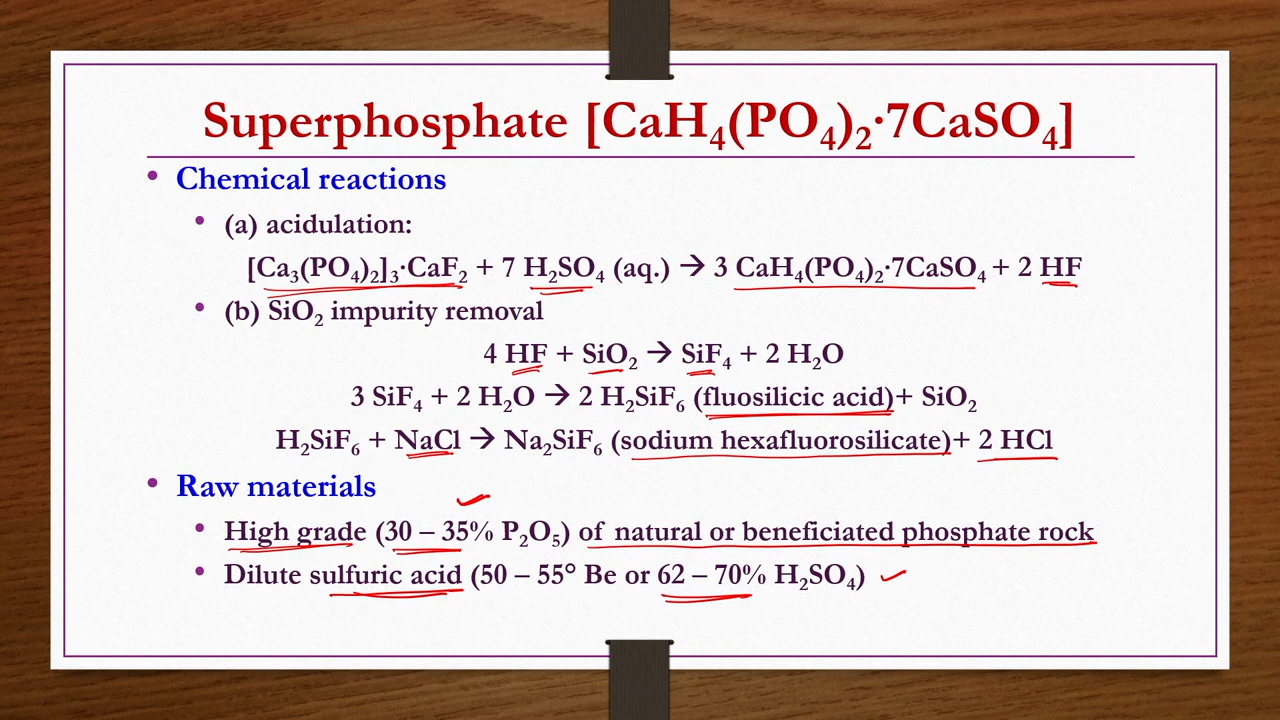 Superphosphate [CaH₄(PO₄)₂·7CaSO₄]
• Chemical reactions
• (a) acidulation:
[Ca₃(PO₄)₂]₃·CaF₂ + 7 H₂SO₄ (aq.) → 3 CaH₄(PO₄)₂·7CaSO₄ + 2 HF
• (b) SiO₂ impurity removal
4 HF + SiO₂ → SiF₄ + 2 H₂O
3 SiF₄ + 2 H₂O → 2 H₂SiF₆ (fluosilicic acid)+ SiO₂
H₂SiF₆ + NaCl → Na₂SiF₆ (sodium hexafluorosilicate)+ 2 HCl
• Raw materials
• High grade (30 – 35% P₂O₅) of natural or beneficiated phosphate rock
• Dilute sulfuric acid (50 – 55° Be or 62 – 70% H₂SO₄)